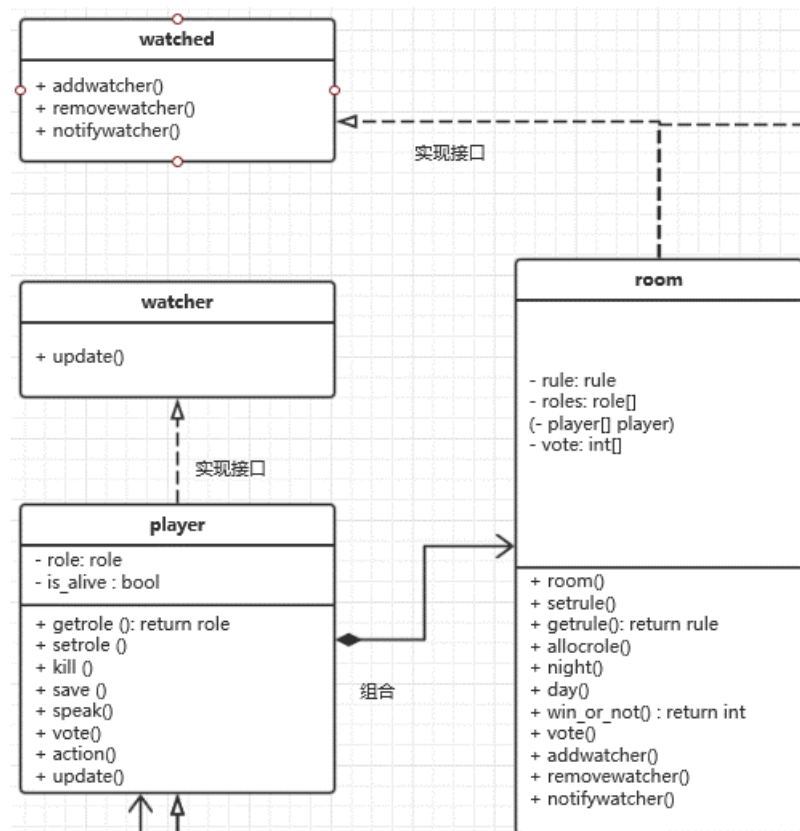 watched
+ addwatcher()
+ removewatcher()
+ notifywatcher()
实现接口
watcher
+ update()
实现接口
player
- role: role
- is_alive : bool
+ getrole (): return role
+ setrole ()
+ kill ()
+ save ()
+ speak()
+ vote()
+ action()
+ update()
组合
room
- rule: rule
- roles: role[]
(- player[] player)
- vote: int[]
+ room()
+ setrule()
+ getrule(): return rule
+ allocrole()
+ night()
+ day()
+ win_or_not() : return int
+ vote()
+ addwatcher()
+ removewatcher()
+ notifywatcher()